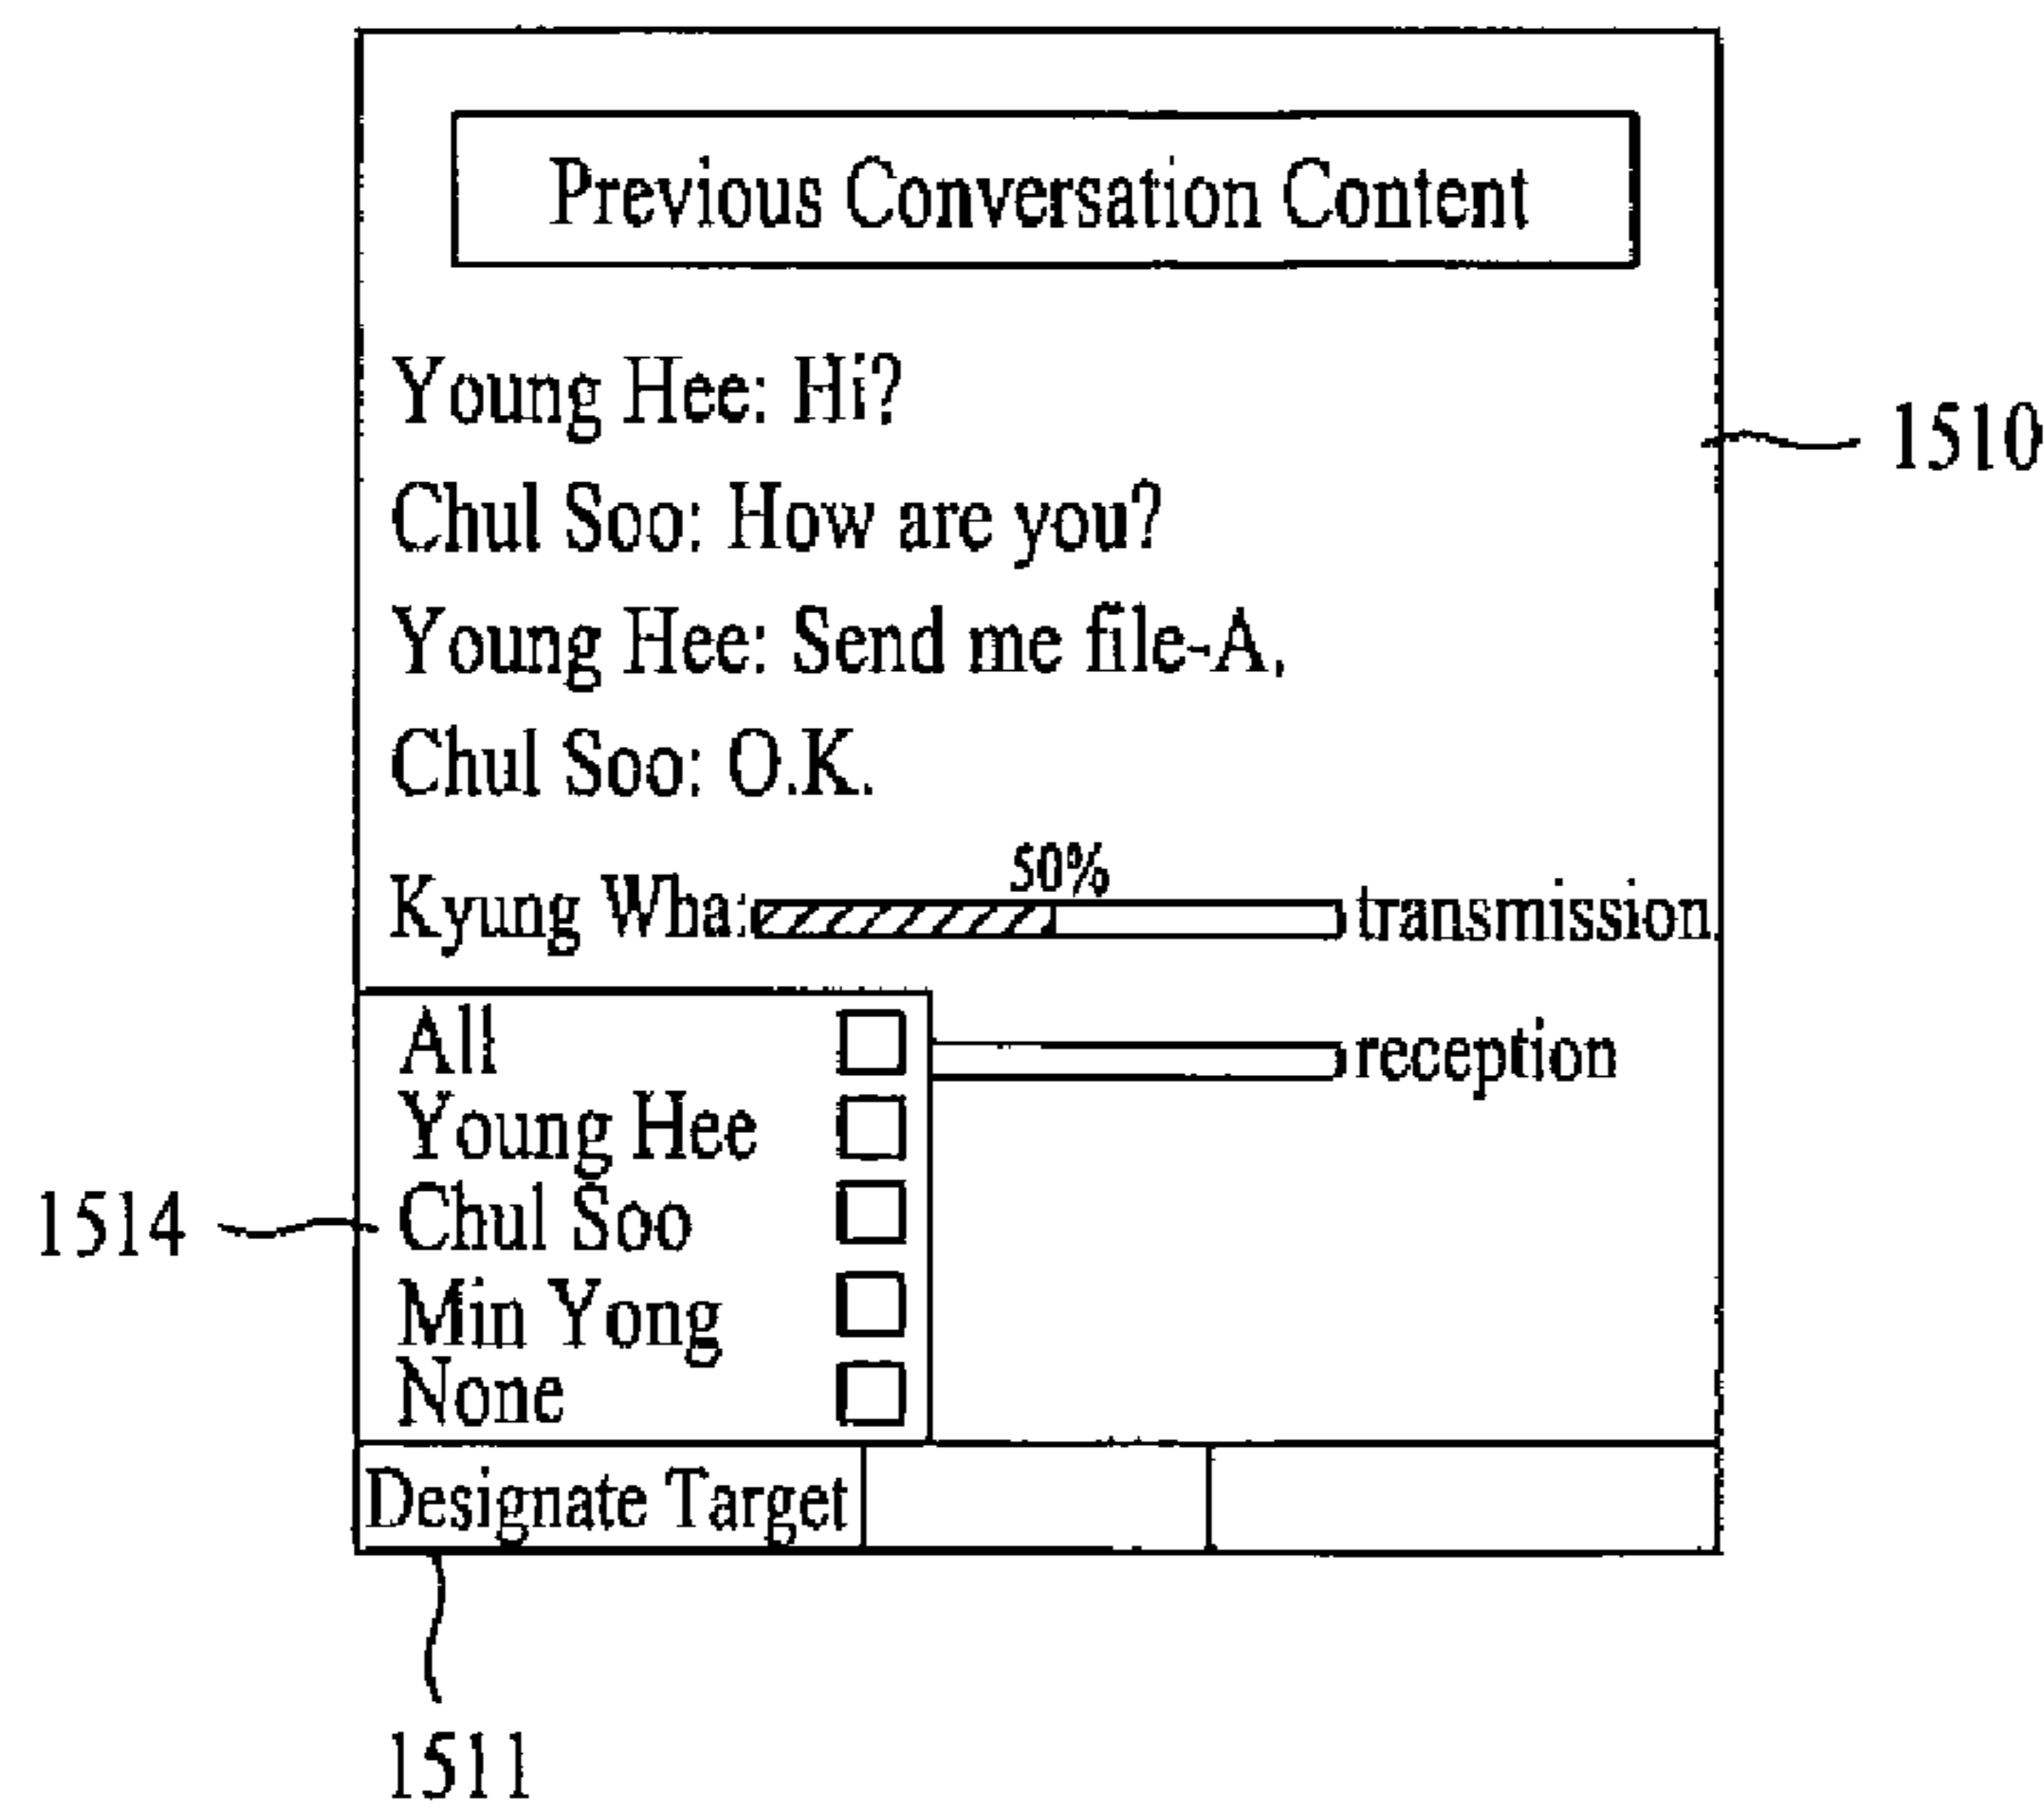 Previous Conversation Content
Young Hee: Hi?
Chul Soo: How are you?
1510
Young Hee: Send me file-A.
Chul Soo: O.K.
50%
Kyung Wha: transmission
All
reception
Young Hee
Chul Soo
1514
Min Yong
None
Designate Target
1511